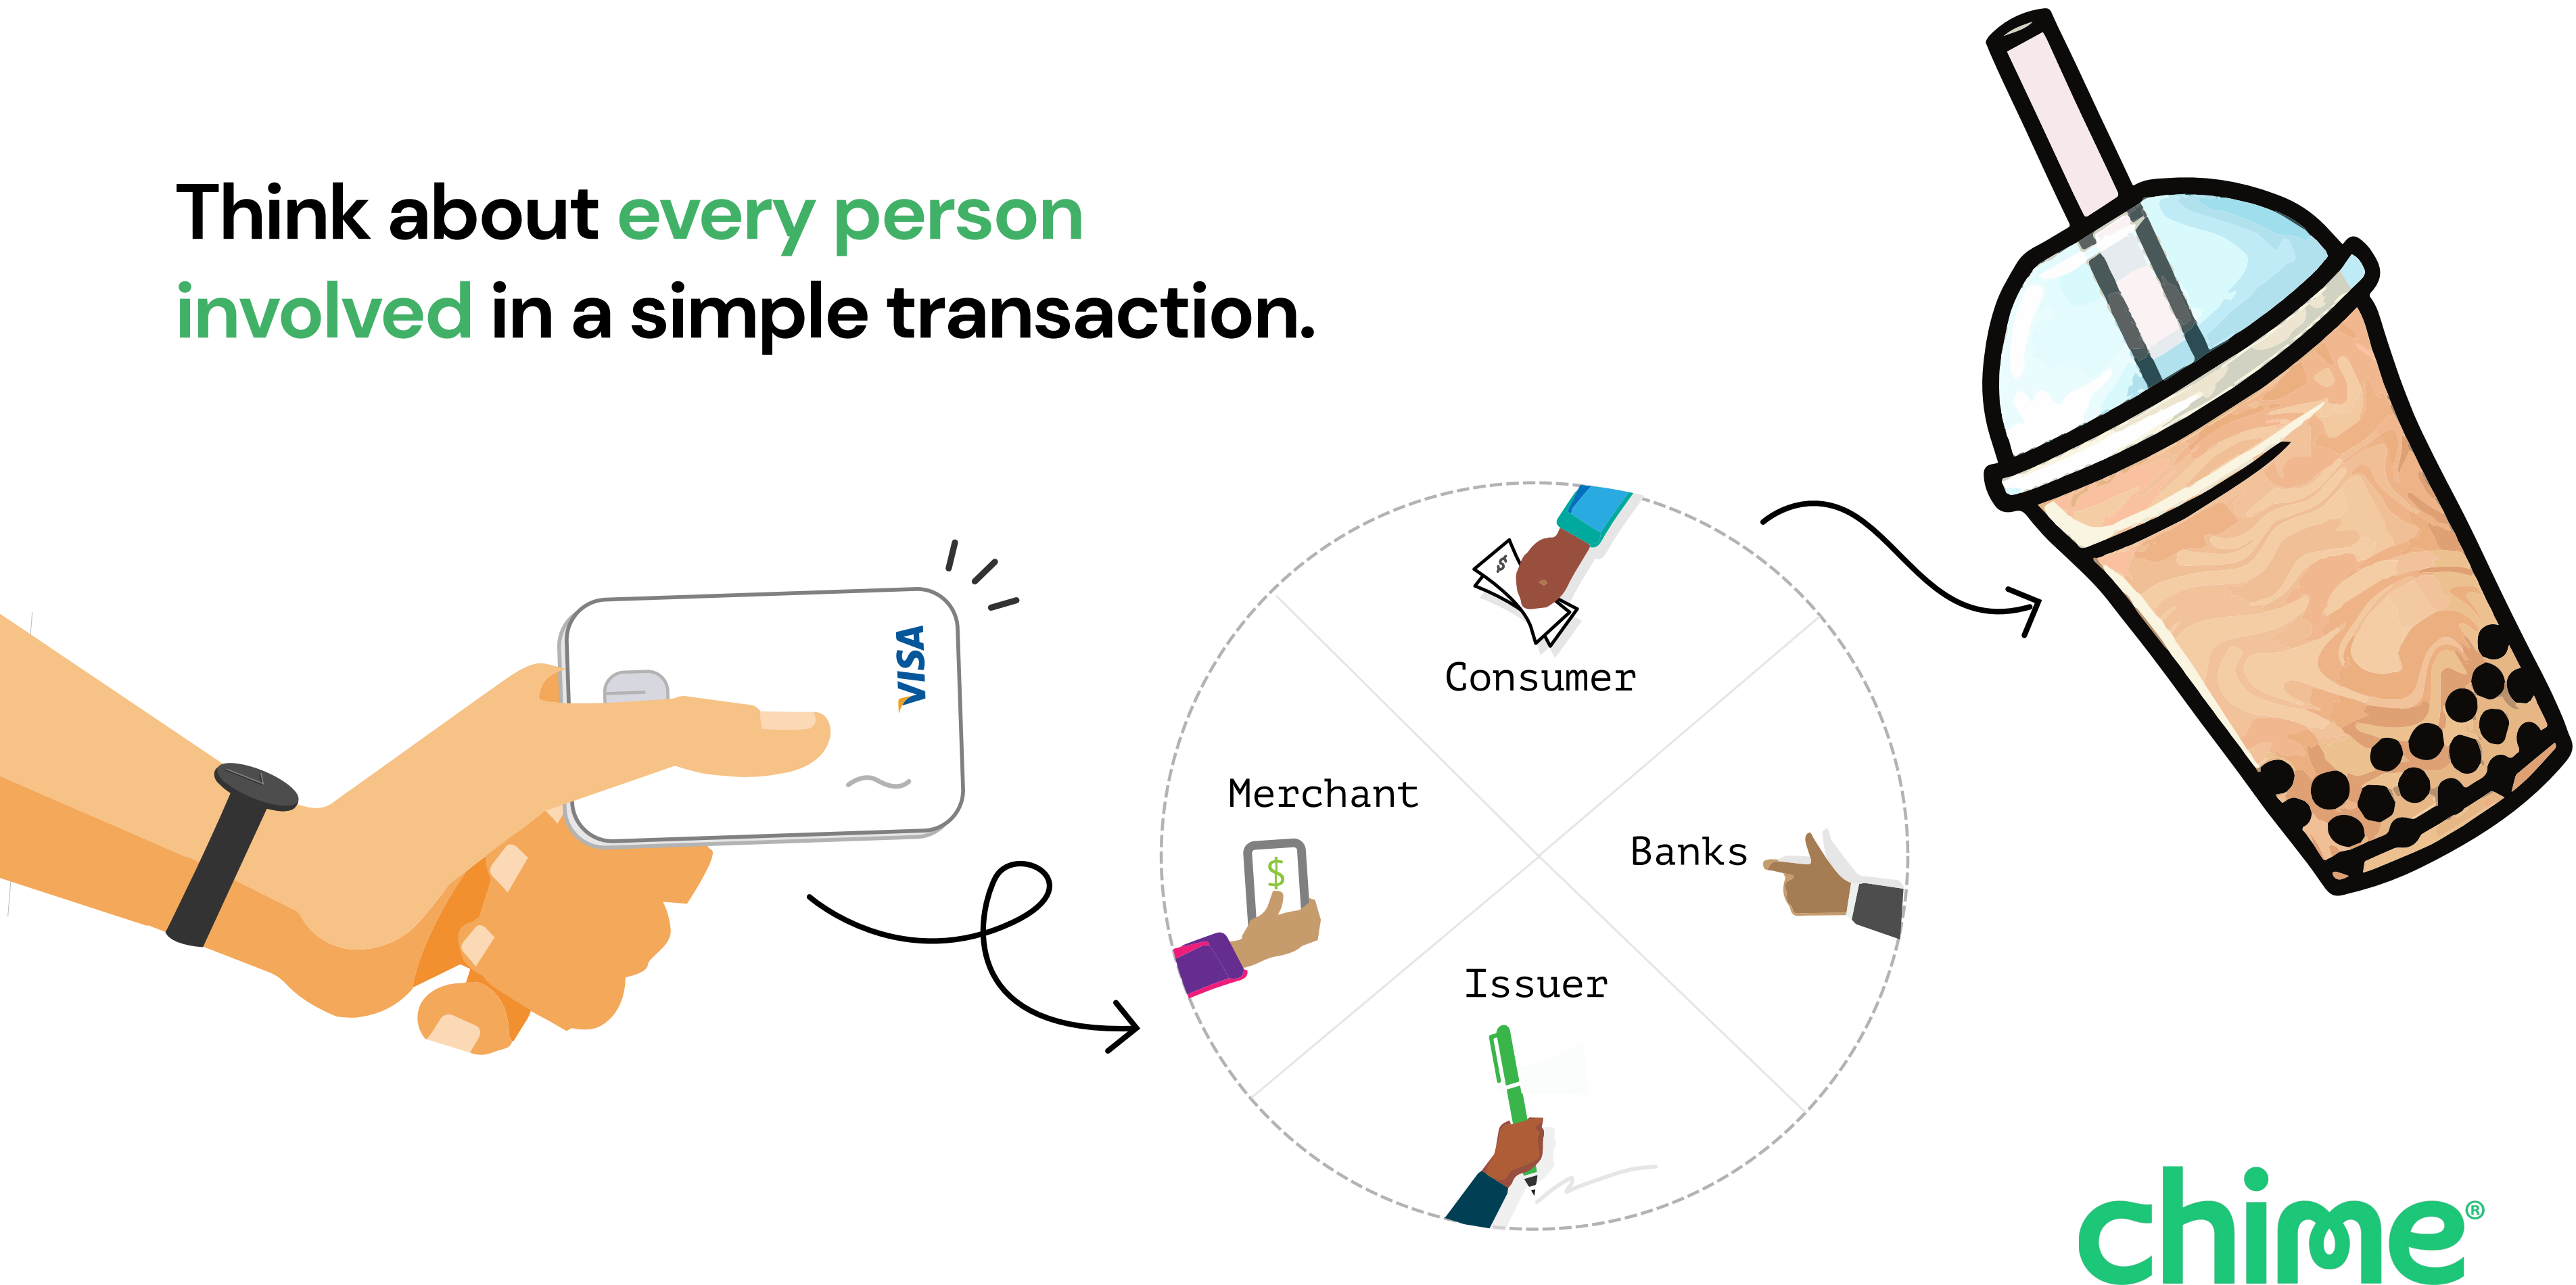 Think about every person
involved in a simple transaction.
VISA
Consumer
Merchant
$
$
Banks
Issuer
chime®